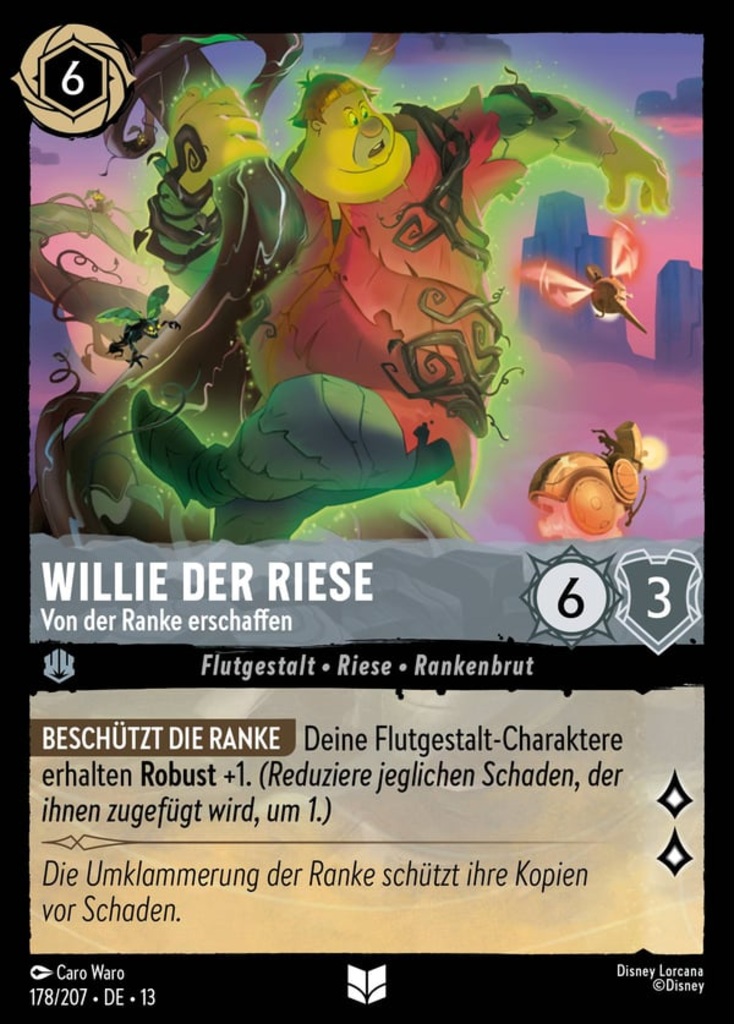 6
WILLIE DER RIESE
Von der Ranke erschaffen
6
3
Flutgestalt • Riese • Rankenbrut
BESCHÜTZT DIE RANKE Deine Flutgestalt-Charaktere
erhalten Robust +1. (Reduziere jeglichen Schaden, der
ihnen zugefügt wird, um 1.)
Die Umklammerung der Ranke schützt ihre Kopien
vor Schaden.
Caro Waro
178/207 • DE • 13
Disney Lorcana
©Disney